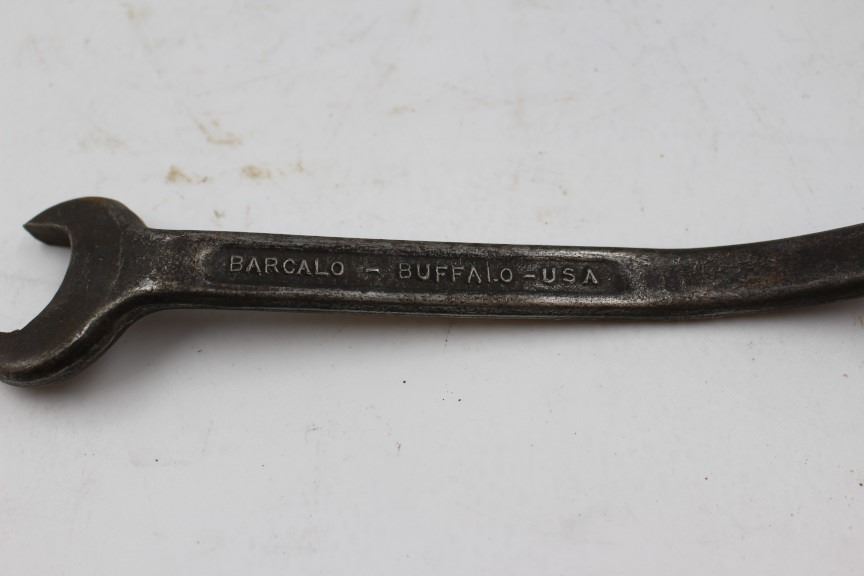 BARCALO - BUFFALO - USA